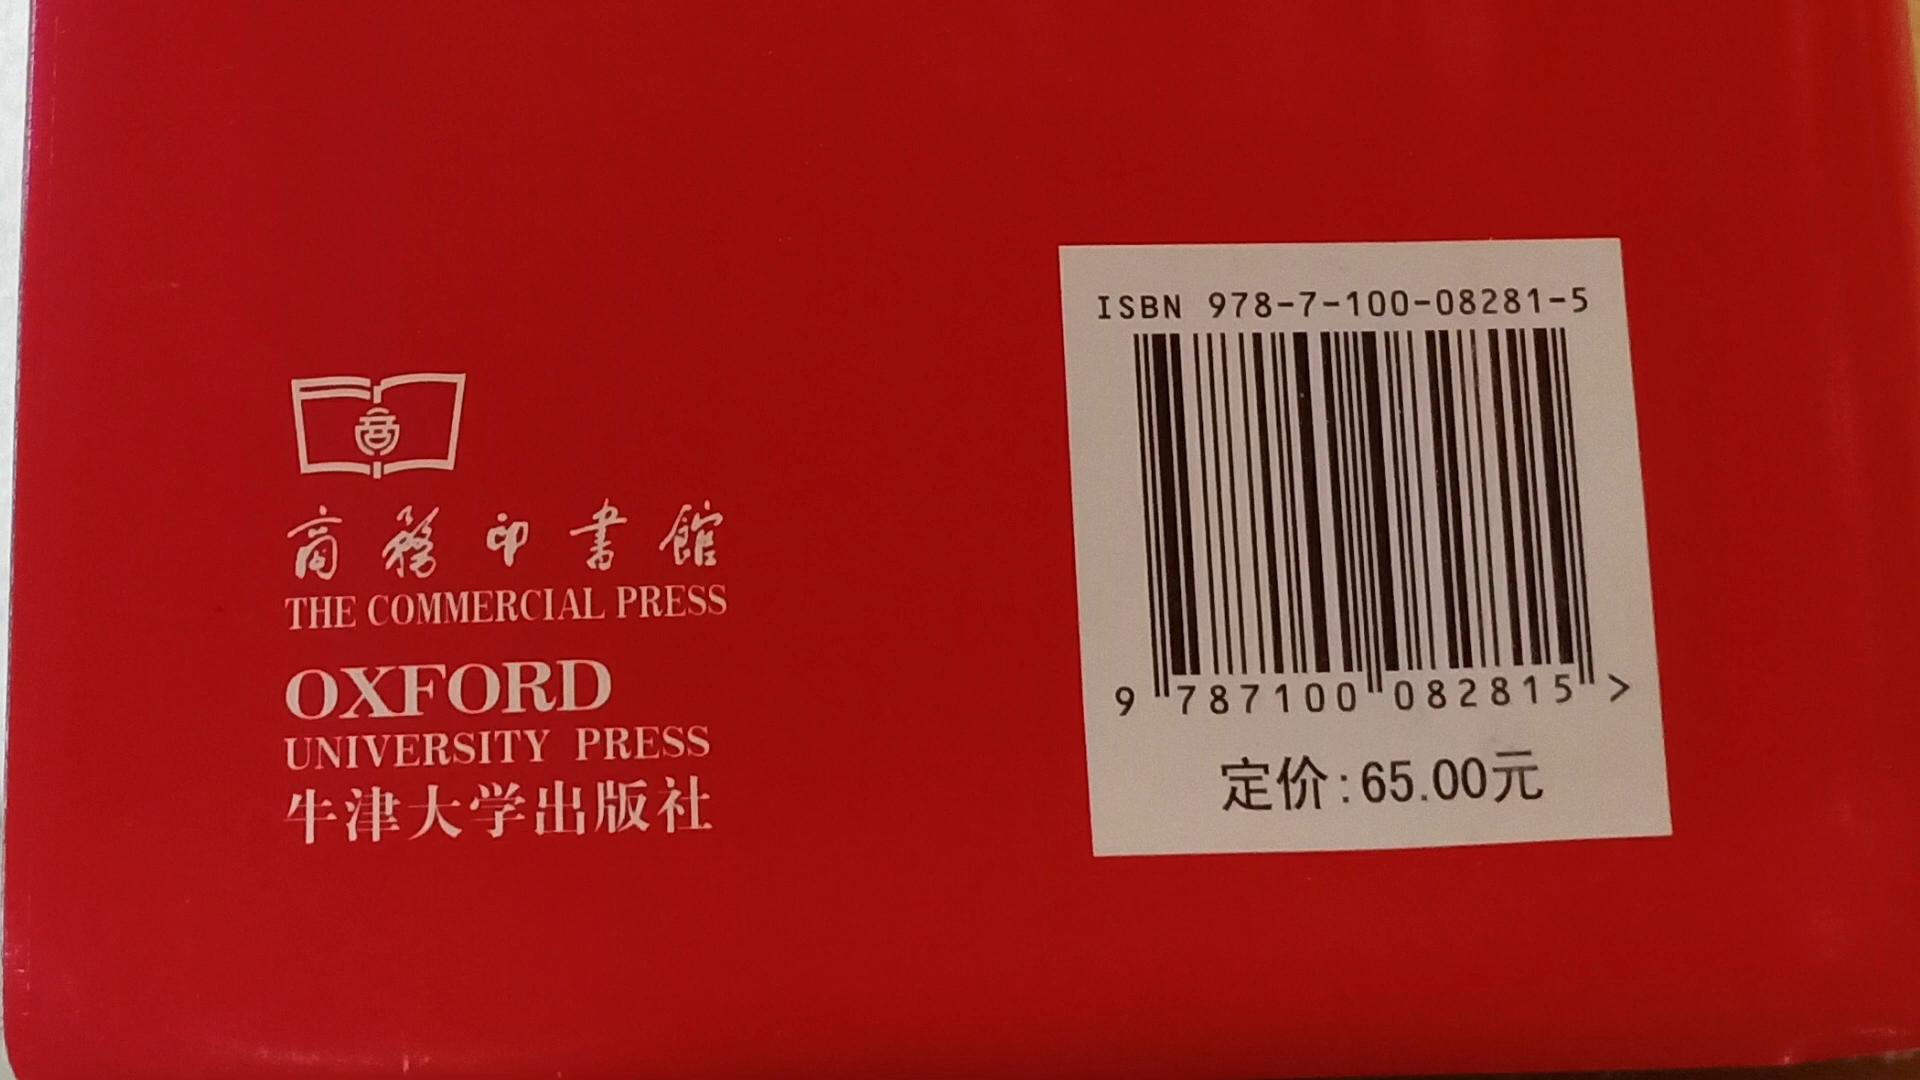 商務印書館
THE COMMERCIAL PRESS
OXFORD
UNIVERSITY PRESS
牛津大学出版社
ISBN 978-7-100-08281-5
9 787100 082815 >
定价:65.00元